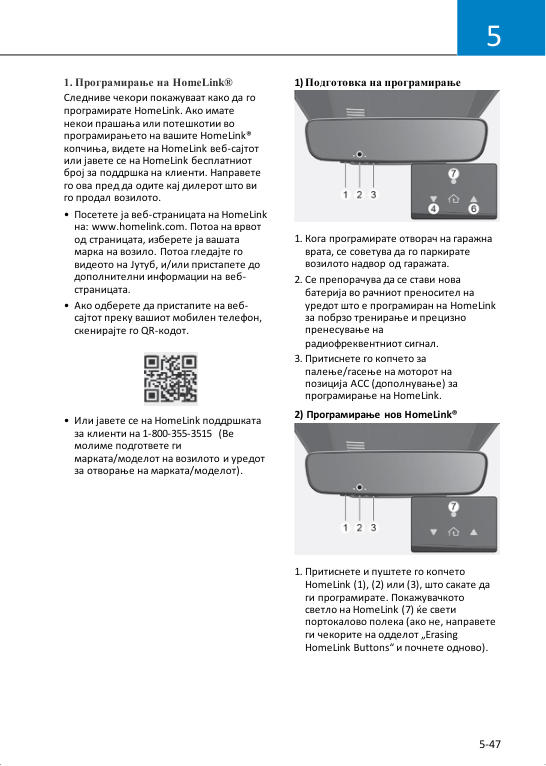 5
1. Програмирање на HomeLink®
Следниве чекори покажуваат како да го
програмирате HomeLink. Ако имате
некои прашања или потешкотии во
програмирањето на вашите HomeLink®
копчиња, видете на HomeLink веб-сајтот
или јавете се на HomeLink бесплатниот
број за поддршка на клиенти. Направете
го ова пред да одите кај дилерот што ви
го продал возилото.
• Посетете ја веб-страницата на HomeLink
на: www.homelink.com. Потоа на врвот
од страницата, изберете ја вашата
марка на возило. Потоа гледајте го
видеото на Јутуб, и/или пристапете до
дополнителни информации на веб-
страницата.
• Ако одберете да пристапите на веб-
сајтот преку вашиот мобилен телефон,
скенирајте го QR-кодот.
• Или јавете се на HomeLink поддршката
за клиенти на 1-800-355-3515 (Ве
молиме подгответе ги
марката/моделот на возилото и уредот
за отворање на марката/моделот).
1) Подготовка на програмирање
1 2 3
7
4 6
1. Кога програмирате отворач на гаражна
врата, се советува да го паркирате
возилото надвор од гаражата.
2. Се препорачува да се стави нова
батерија во рачниот преносител на
уредот што е програмиран на HomeLink
за побрзо тренирање и прецизно
пренесување на
радиофреквентниот сигнал.
3. Притиснете го копчето за
палење/гасење на моторот на
позиција ACC (дополнување) за
програмирање на HomeLink.
2) Програмирање нов HomeLink®
1 2 3
7
1. Притиснете и пуштете го копчето
HomeLink (1), (2) или (3), што сакате да
ги програмирате. Покажувачкото
светло на HomeLink (7) ќе свети
портокалово полека (ако не, направете
ги чекорите на одделот „Erasing
HomeLink Buttons“ и почнете одново).
5-47